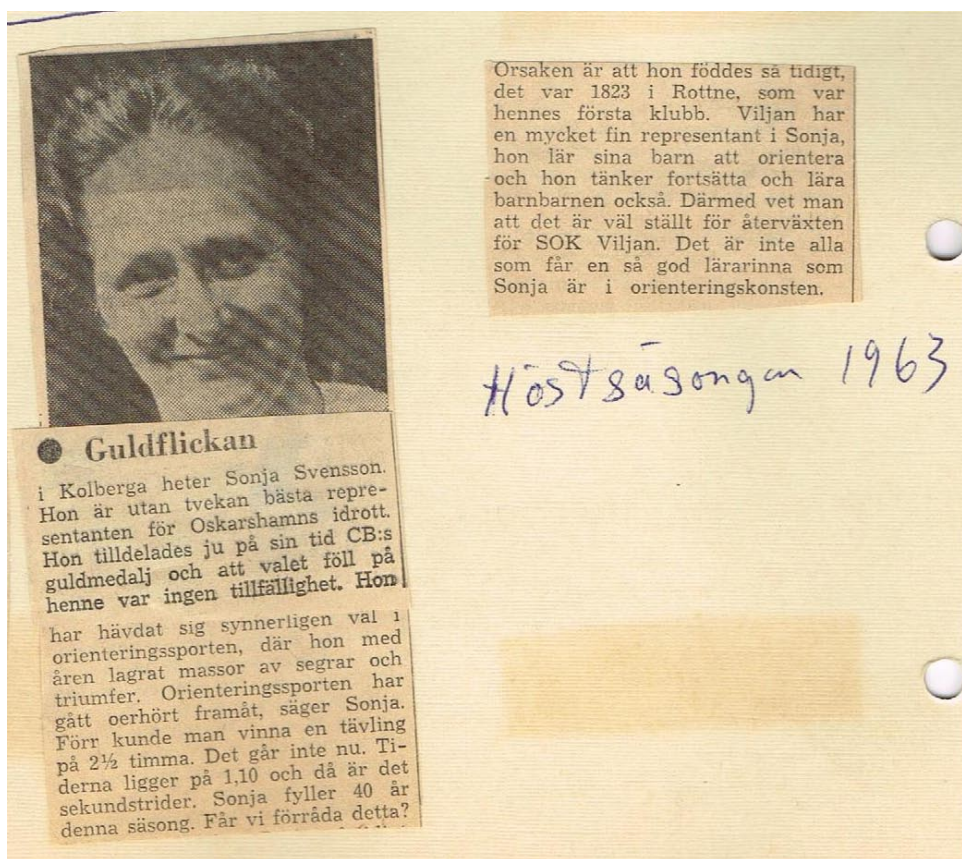 ● Guldflickan
i Kolberga heter Sonja Svensson.
Hon är utan tvekan bästa repre-
sentanten för Oskarshamns idrott.
Hon tilldelades ju på sin tid CB:s
guldmedalj och att valet föll på
henne var ingen tillfällighet. Hon
har hävdat sig synnerligen väl i
orienteringssporten, där hon med
åren lagrat massor av segrar och
triumfer. Orienteringssporten har
gått oerhört framåt, säger Sonja.
Förr kunde man vinna en tävling
på 2½ timma. Det går inte nu. Ti-
derna ligger på 1,10 och då är det
sekundstrider. Sonja fyller 40 år
denna säsong. Får vi förråda detta?
Orsaken är att hon föddes så tidigt,
det var 1823 i Rottne, som var
hennes första klubb. Viljan har
en mycket fin representant i Sonja,
hon lär sina barn att orientera
och hon tänker fortsätta och lära
barnbarnen också. Därmed vet man
att det är väl ställt för återväxten
för SOK Viljan. Det är inte alla
som får en så god lärarinna som
Sonja är i orienteringskonsten.
Höstsäsongen 1963